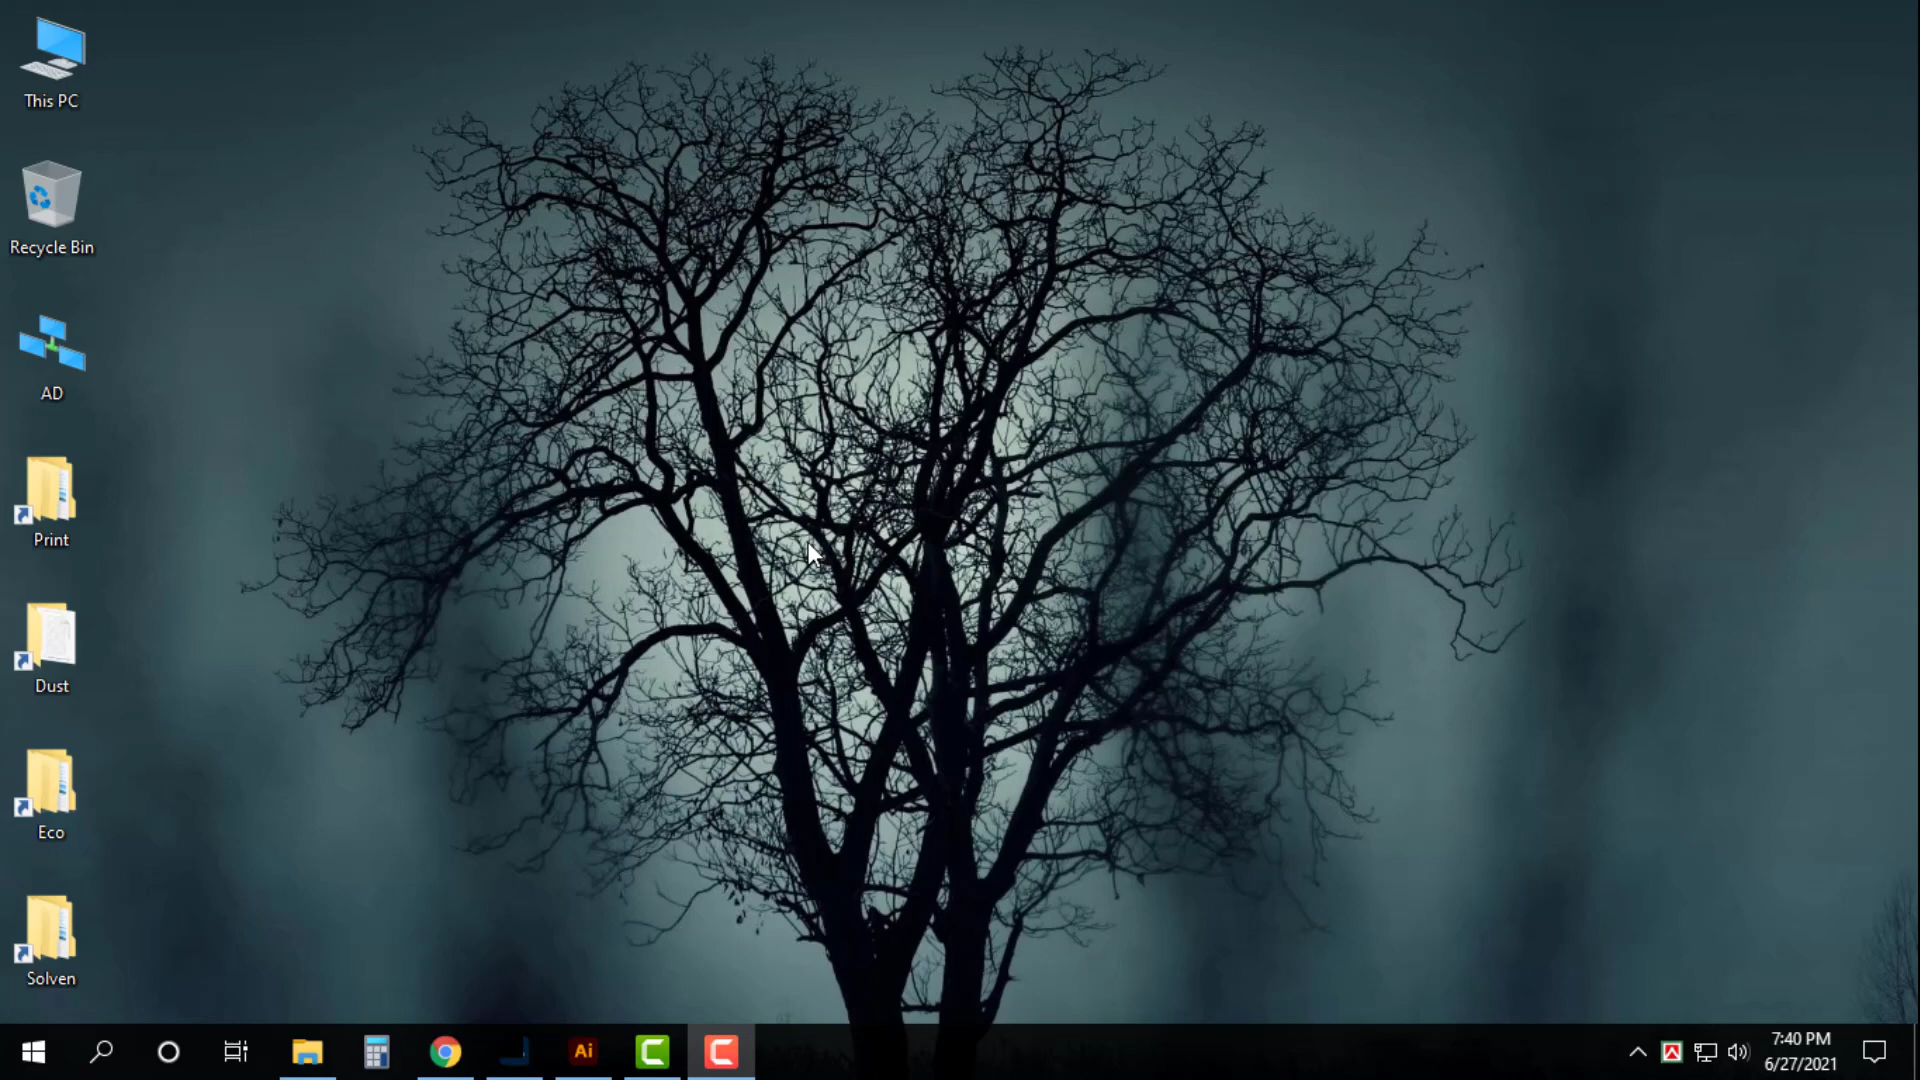 This PC
Recycle Bin
AD
Print
Dust
Eco
Solven
Ai
7:40 PM
6/27/2021